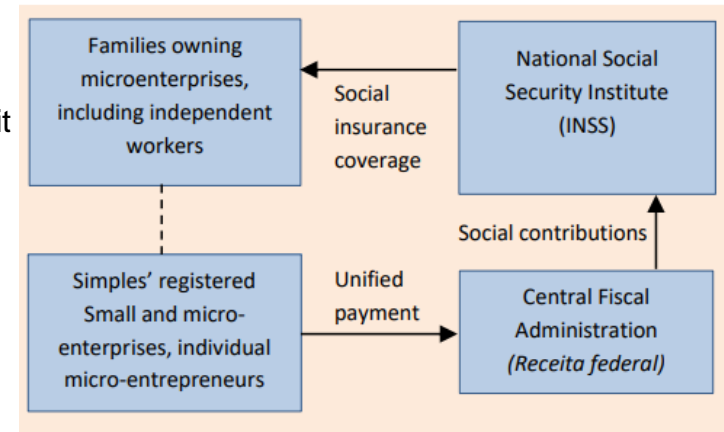 Families owning
microenterprises,
including independent
workers
it
Social
insurance
coverage
National Social
Security Institute
(INSS)
Simples’ registered
Small and micro-
enterprises, individual
micro-entrepreneurs
Unified
payment
Social contributions
Central Fiscal
Administration
(Receita federal)